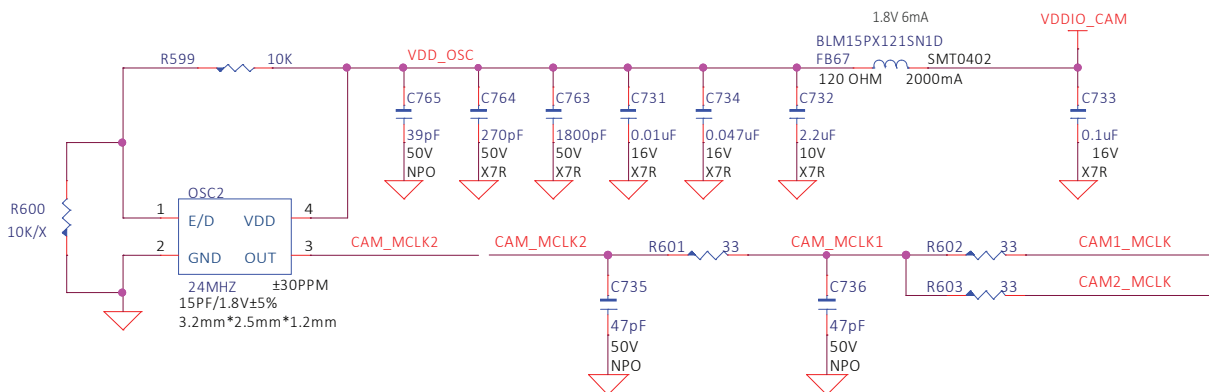 1.8V 6mA
VDDIO_CAM
BLM15PX121SN1D
R599
10K
VDD_OSC
FB67
SMT0402
120 OHM
2000mA
C765
C764
C763
C731
C734
C732
C733
39pF
270pF
1800pF
0.01uF
0.047uF
2.2uF
0.1uF
50V
50V
50V
16V
16V
10V
16V
NPO
X7R
X7R
X7R
X7R
X7R
X7R
OSC2
R600
10K/X
1
E/D
VDD
4
2
GND
OUT
3
CAM_MCLK2
CAM_MCLK2
R601
33
CAM_MCLK1
R602
33
CAM1_MCLK
R603
33
CAM2_MCLK
24MHZ
±30PPM
15PF/1.8V±5%
3.2mm*2.5mm*1.2mm
C735
C736
47pF
47pF
50V
50V
NPO
NPO